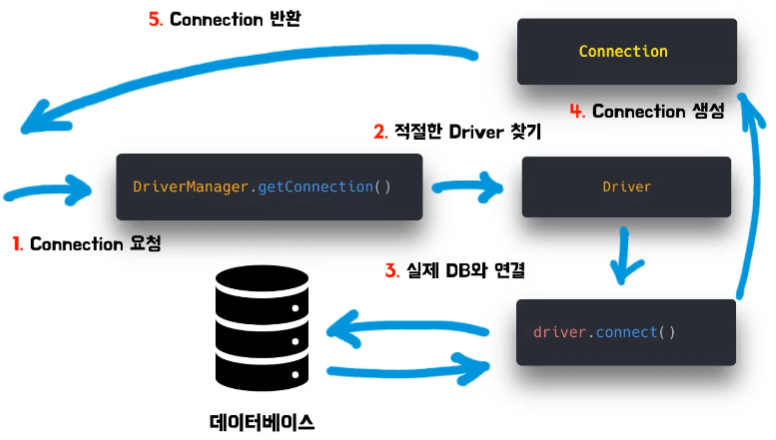 5. Connection 반환
Connection
4. Connection 생성
2. 적절한 Driver 찾기
DriverManager.getConnection()
Driver
1. Connection 요청
3. 실제 DB와 연결
driver.connect()
데이터베이스